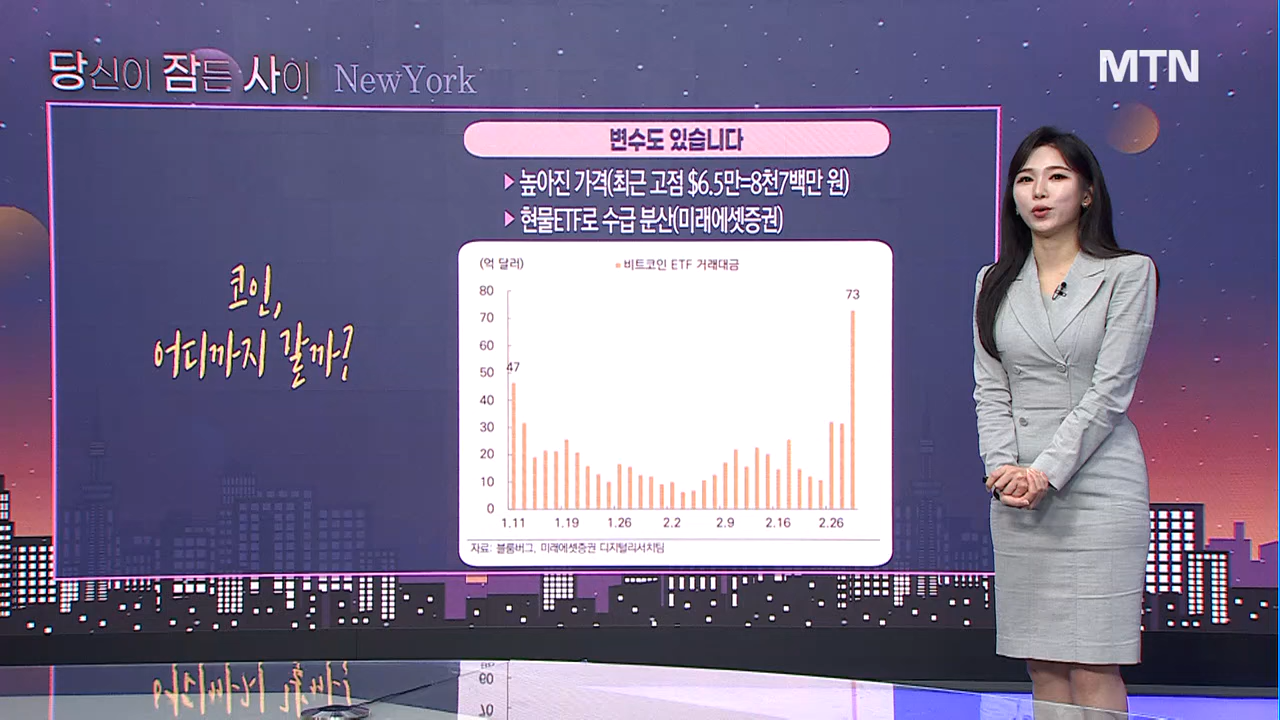 당신이 잠든 사이 NewYork
MTN
변수도 있습니다
높아진 가격(최근 고점 $6.5만=8천7백만 원)
현물ETF로 수급 분산(미래에셋증권)
코인,
어디까지 갈까?
(억 달러)
비트코인 ETF 거래대금
80
70
60
50
40
30
20
10
0
47
73
1.11 1.19 1.26 2.2 2.9 2.16 2.26
자료: 블룸버그, 미래에셋증권 디지털리서치팀